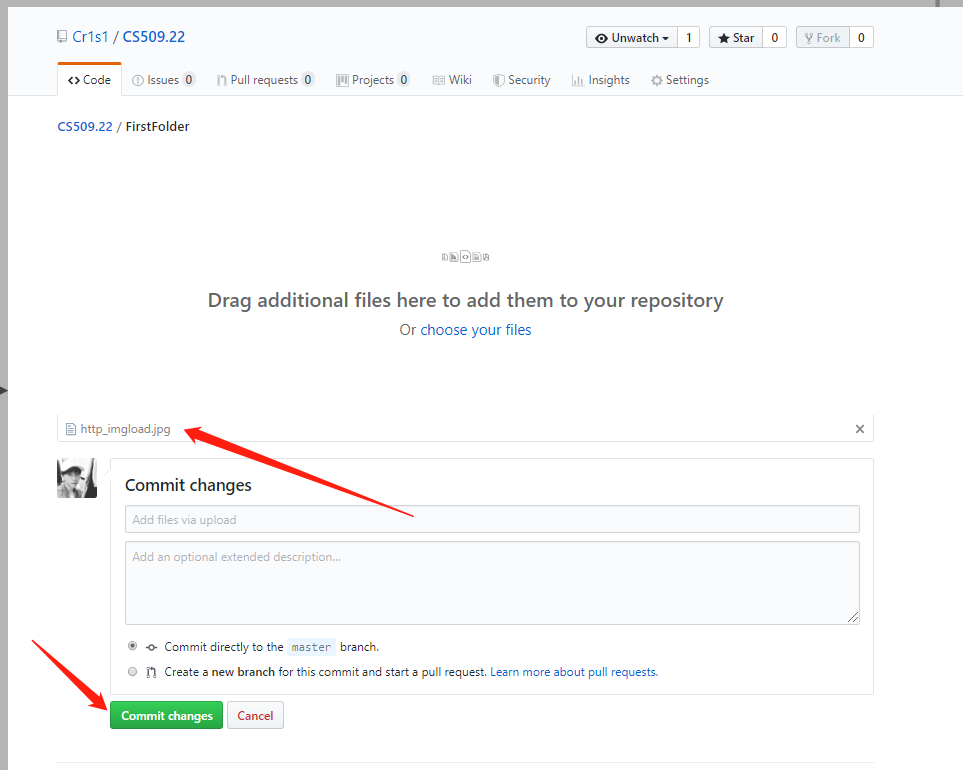 Cr1s1 / CS509.22 Unwatch 1 Star 0 Fork 0
Code Issues 0 Pull requests 0 Projects 0 Wiki Security Insights Settings
CS509.22 / FirstFolder
Drag additional files here to add them to your repository
Or choose your files
http_imgload.jpg
Commit changes
Add files via upload
Add an optional extended description...
Commit directly to the master branch.
Create a new branch for this commit and start a pull request. Learn more about pull requests.
Commit changes Cancel